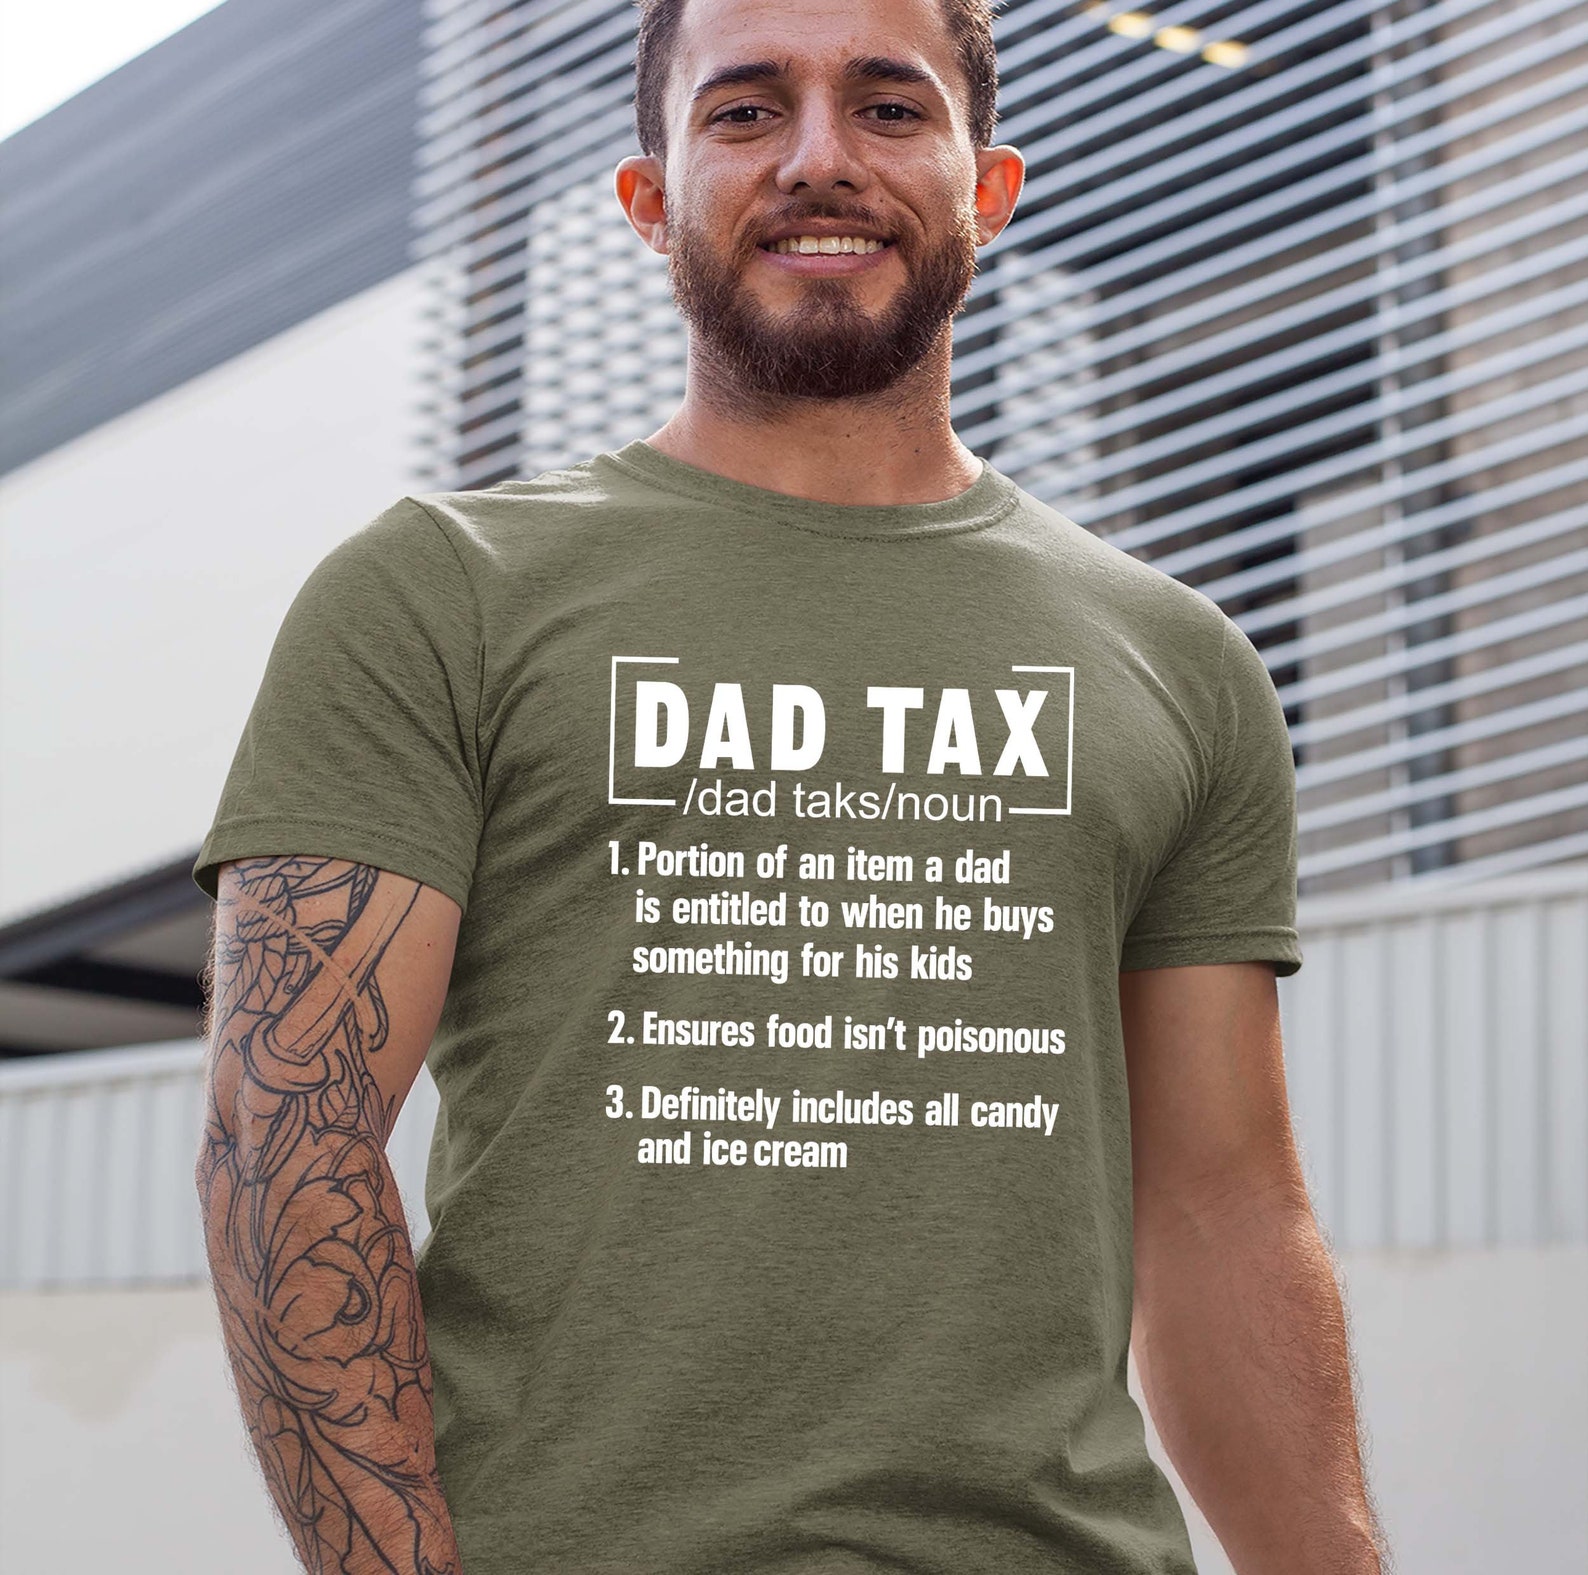 DAD TAX
/dad taks/noun
1. Portion of an item a dad
is entitled to when he buys
something for his kids
2. Ensures food isn't poisonous
3. Definitely includes all candy
and ice cream